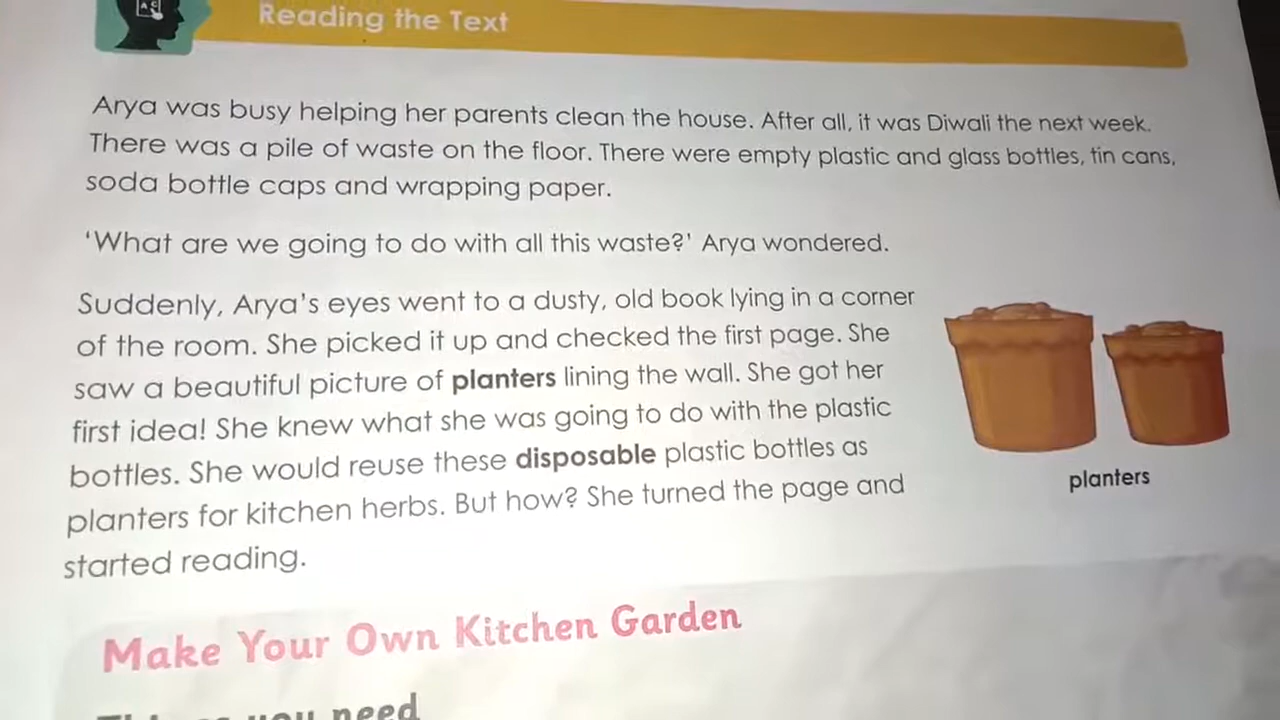 Reading the Text
Arya was busy helping her parents clean the house. After all, it was Diwali the next week.
There was a pile of waste on the floor. There were empty plastic and glass bottles, tin cans,
soda bottle caps and wrapping paper.
‘What are we going to do with all this waste?’ Arya wondered.
Suddenly, Arya’s eyes went to a dusty, old book lying in a corner
of the room. She picked it up and checked the first page. She
saw a beautiful picture of planters lining the wall. She got her
first idea! She knew what she was going to do with the plastic
bottles. She would reuse these disposable plastic bottles as
planters for kitchen herbs. But how? She turned the page and
started reading.
planters
Make Your Own Kitchen Garden
you need